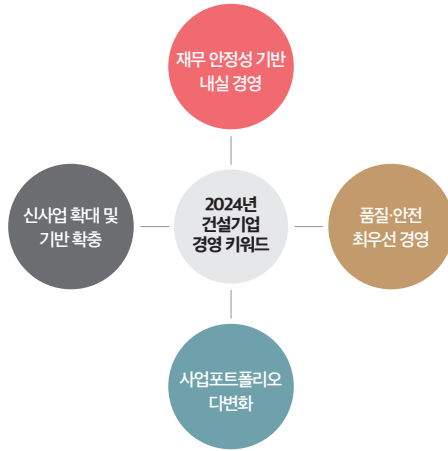 재무 안정성 기반
내실 경영
신사업 확대 및
기반 확충
2024년
건설기업
경영 키워드
품질·안전
최우선 경영
사업포트폴리오
다변화